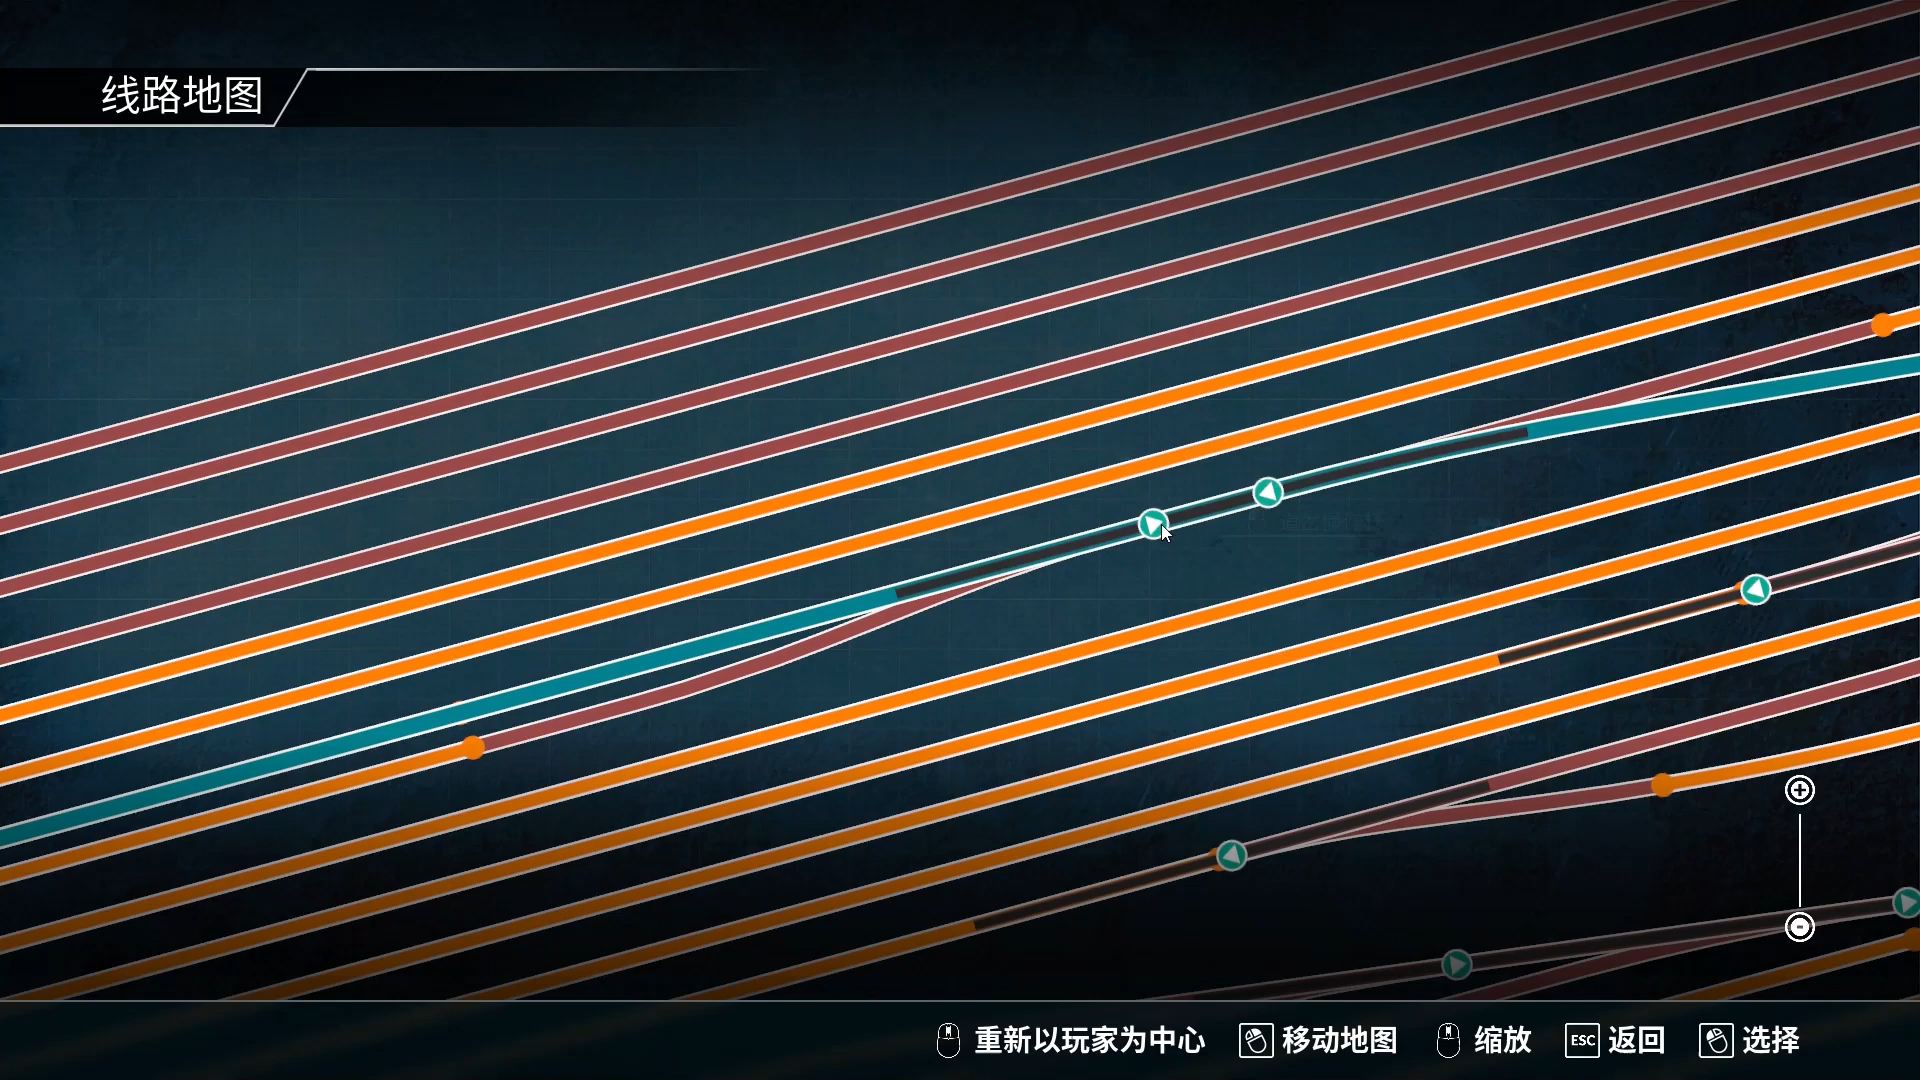 线路地图
重新以玩家为中心
移动地图
缩放
ESC 返回
选择